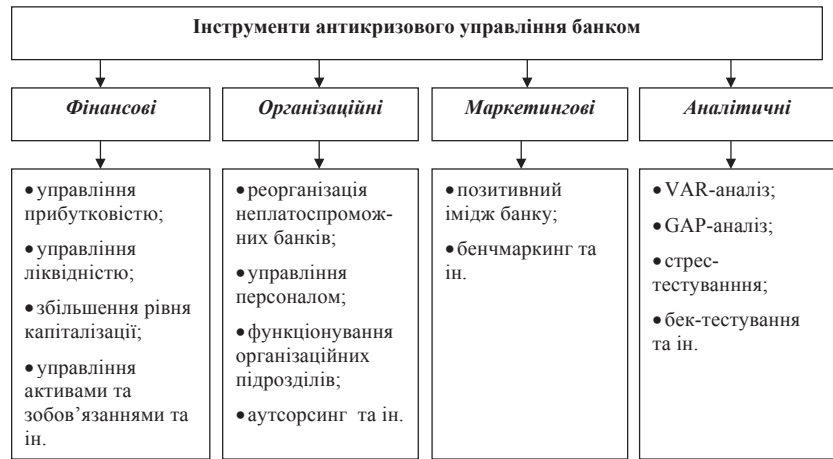 Інструменти антикризового управління банком
Фінансові
Організаційні
Маркетингові
Аналітичні
•управління
прибутковістю;
•управління
ліквідністю;
•збільшення рівня
капіталізації;
•управління
активами та
зобов’язаннями та
ін.
•реорганізація
неплатоспромож-
них банків;
•управління
персоналом;
•функціонування
організаційних
підрозділів;
•аутсорсинг та ін.
•позитивний
імідж банку;
•бенчмаркинг та
ін.
•VAR-аналіз;
•GAP-аналіз;
•стрес-
тестуванння;
•бек-тестування
та ін.